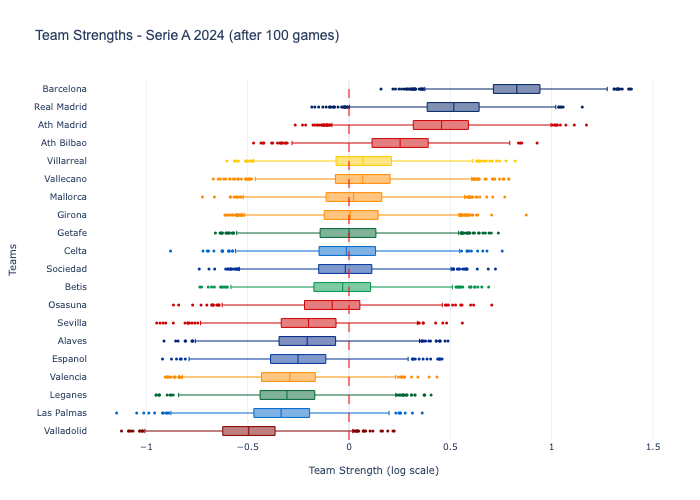 Team Strengths - Serie A 2024 (after 100 games)
Barcelona
Real Madrid
Ath Madrid
Ath Bilbao
Villarreal
Vallecano
Mallorca
Girona
Getafe
Celta
Sociedad
Betis
Osasuna
Sevilla
Alaves
Espanol
Valencia
Leganes
Las Palmas
Valladolid
Teams
−1 −0.5 0 0.5 1 1.5
Team Strength (log scale)